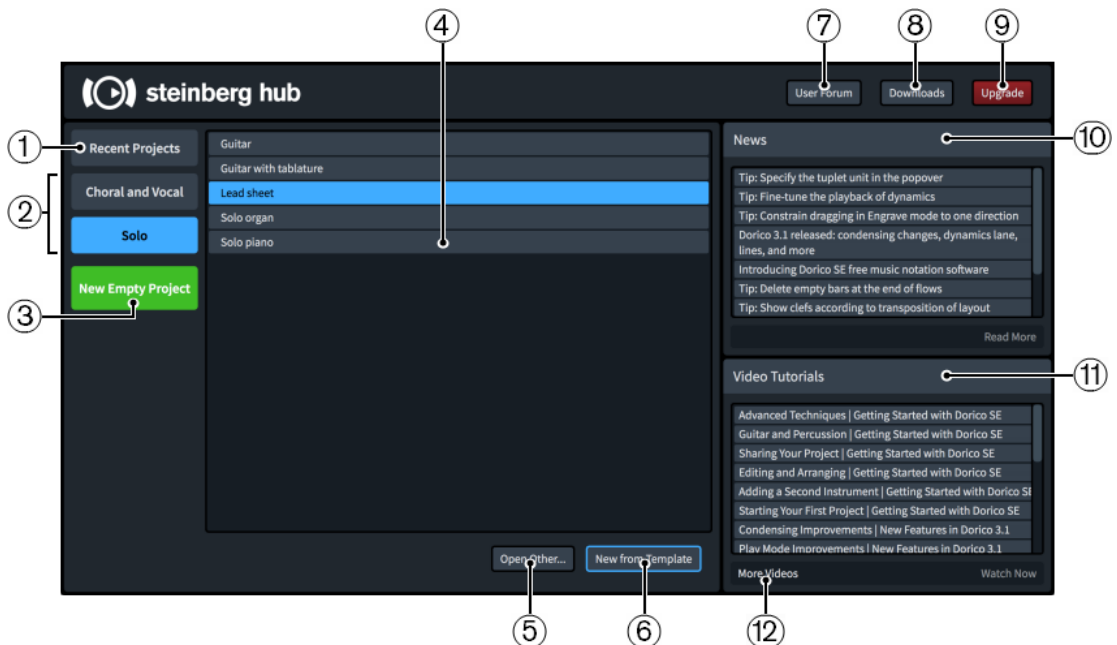 ④
⑦
⑧
⑨
steinberg hub
User Forum
Downloads
Upgrade
①
Recent Projects
②
Choral and Vocal
Solo
③
New Empty Project
Guitar
Guitar with tablature
Lead sheet
Solo organ
Solo piano
Open Other...
New from Template
⑤
⑥
News
⑩
Tip: Specify the tuplet unit in the popover
Tip: Fine-tune the playback of dynamics
Tip: Constrain dragging in Engrave mode to one direction
Dorico 3.1 released: condensing changes, dynamics lane,
lines, and more
Introducing Dorico SE free music notation software
Tip: Delete empty bars at the end of flows
Tip: Show clefs according to transposition of layout
Read More
Video Tutorials
⑪
Advanced Techniques | Getting Started with Dorico SE
Guitar and Percussion | Getting Started with Dorico SE
Sharing Your Project | Getting Started with Dorico SE
Editing and Arranging | Getting Started with Dorico SE
Adding a Second Instrument | Getting Started with Dorico SE
Starting Your First Project | Getting Started with Dorico SE
Condensing Improvements | New Features in Dorico 3.1
Play Mode Improvements | New Features in Dorico 3.1
More Videos
Watch Now
⑫